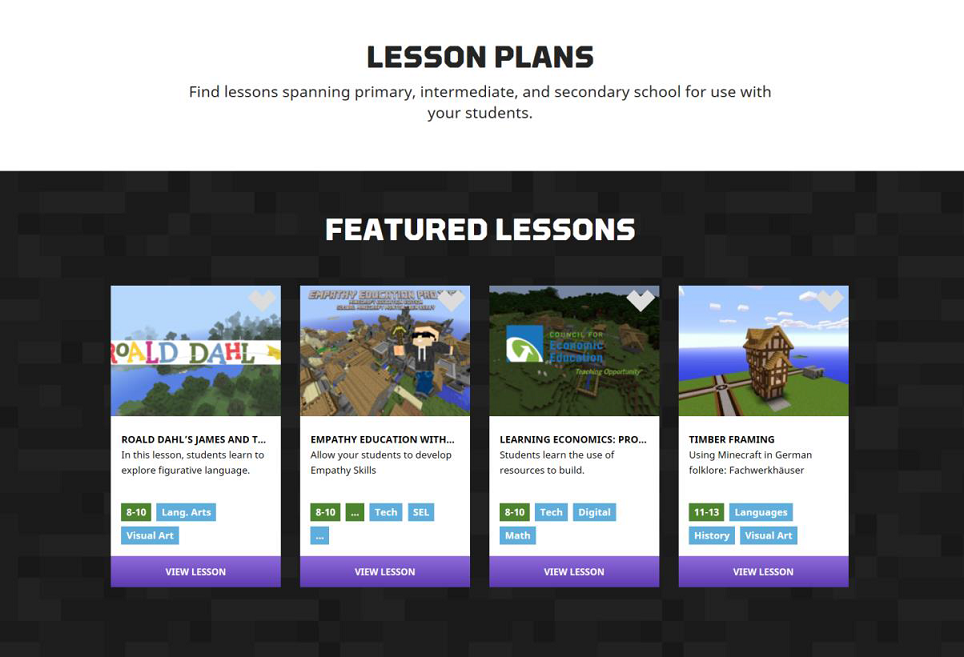 LESSON PLANS
Find lessons spanning primary, intermediate, and secondary school for use with
your students.
FEATURED LESSONS
ROALD DAHL
ROALD DAHL'S JAMES AND T...
In this lesson, students learn to
explore figurative language.
8-10 Lang. Arts
Visual Art
VIEW LESSON
EMPATHY EDUCATION
EMPATHY EDUCATION WITH...
Allow your students to develop
Empathy Skills
8-10 ... Tech SEL
...
VIEW LESSON
COUNCIL FOR
Economic
Education
Teaching Opportunity
LEARNING ECONOMICS: PRO...
Students learn the use of
resources to build.
8-10 Tech Digital
Math
VIEW LESSON
TIMBER FRAMING
Using Minecraft in German
folklore: Fachwerkhäuser
11-13 Languages
History Visual Art
VIEW LESSON